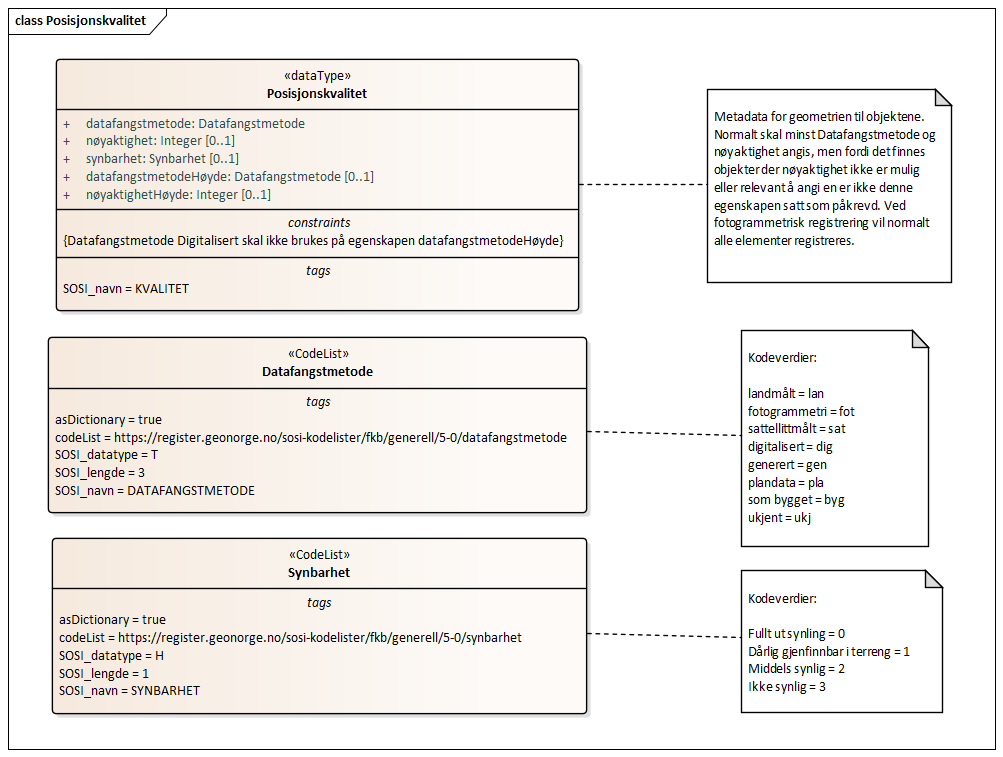 class Posisjonskvalitet
«dataType»
Posisjonskvalitet
+ datafangstmetode: Datafangstmetode
+ nøyaktighet: Integer [0..1]
+ synbarhet: Synbarhet [0..1]
+ datafangstmetodeHøyde: Datafangstmetode [0..1]
+ nøyaktighetHøyde: Integer [0..1]
constraints
{Datafangstmetode Digitalisert skal ikke brukes på egenskapen datafangstmetodeHøyde}
tags
SOSI_navn = KVALITET
Metadata for geometrien til objektene.
Normalt skal minst Datafangstmetode og
nøyaktighet angis, men fordi det finnes
objekter der nøyaktighet ikke er mulig
eller relevant å angi en er ikke denne
egenskapen satt som påkrevd. Ved
fotogrammetrisk registrering vil normalt
alle elementer registreres.
«CodeList»
Datafangstmetode
tags
asDictionary = true
codeList = https://register.geonorge.no/sosi-kodelister/fkb/generell/5-0/datafangstmetode
SOSI_datatype = T
SOSI_lengde = 3
SOSI_navn = DATAFANGSTMETODE
Kodeverdier:
landmålt = lan
fotogrammetri = fot
sattellittmålt = sat
digitalisert = dig
generert = gen
plandata = pla
som bygget = byg
ukjent = ukj
«CodeList»
Synbarhet
tags
asDictionary = true
codeList = https://register.geonorge.no/sosi-kodelister/fkb/generell/5-0/synbarhet
SOSI_datatype = H
SOSI_lengde = 1
SOSI_navn = SYNBARHET
Kodeverdier:
Fullt ut synling = 0
Dårlig gjenfinnbar i terreng = 1
Middels synlig = 2
Ikke synlig = 3